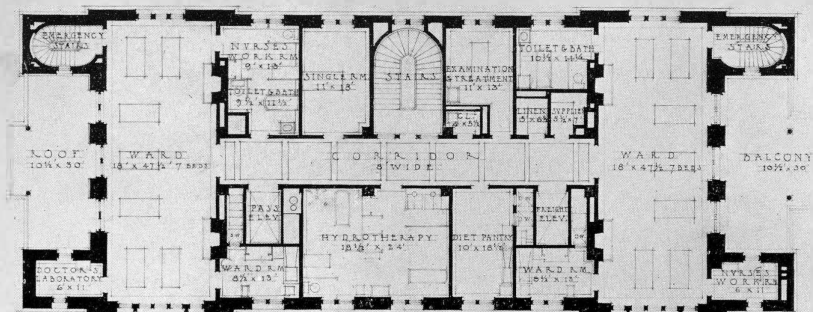 EMERGENCY
STAIRS
NVRSES
WORK RM.
9' x 13'
TOILET & BATH
9½ x 11½
SINGLE RM.
11' x 13'
STAIRS
EXAMINATION
& TREATMENT
11' x 13'
TOILET & BATH
10½ x 14¼
EMERGENCY
STAIRS
LINEN
SUPPLIES
ROOF
10½ x 30'
WARD
18' x 47½' 7 BEDS
CORRIDOR
8' WIDE
WARD
18' x 47½' 7 BEDS
BALCONY
10½' x 30'
PASS
ELEV.
HYDROTHERAPY
18½' x 24'
DIET PANTRY
10' x 18½'
FREIGHT
ELEV.
DOCTOR'S
LABORATORY
6' x 11'
WARD RM.
8½' x 13'
WARD RM.
8½' x 13'
NVRSES
WORK RM.
6' x 11'